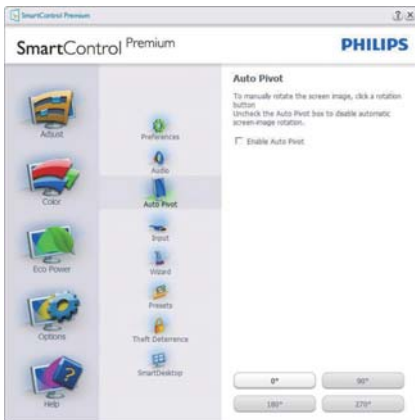 SmartControl Premium
SmartControl Premium
PHILIPS
Adjust
Color
Eco Power
Options
Help
Preferences
Audio
Auto Pivot
Input
Wizard
Presets
Theft Deterrence
SmartDesktop
Auto Pivot
To manually rotate the screen image, click a rotation
button
Uncheck the Auto Pivot box to disable automatic
screen-image rotation.
Enable Auto Pivot
0°
90°
180°
270°